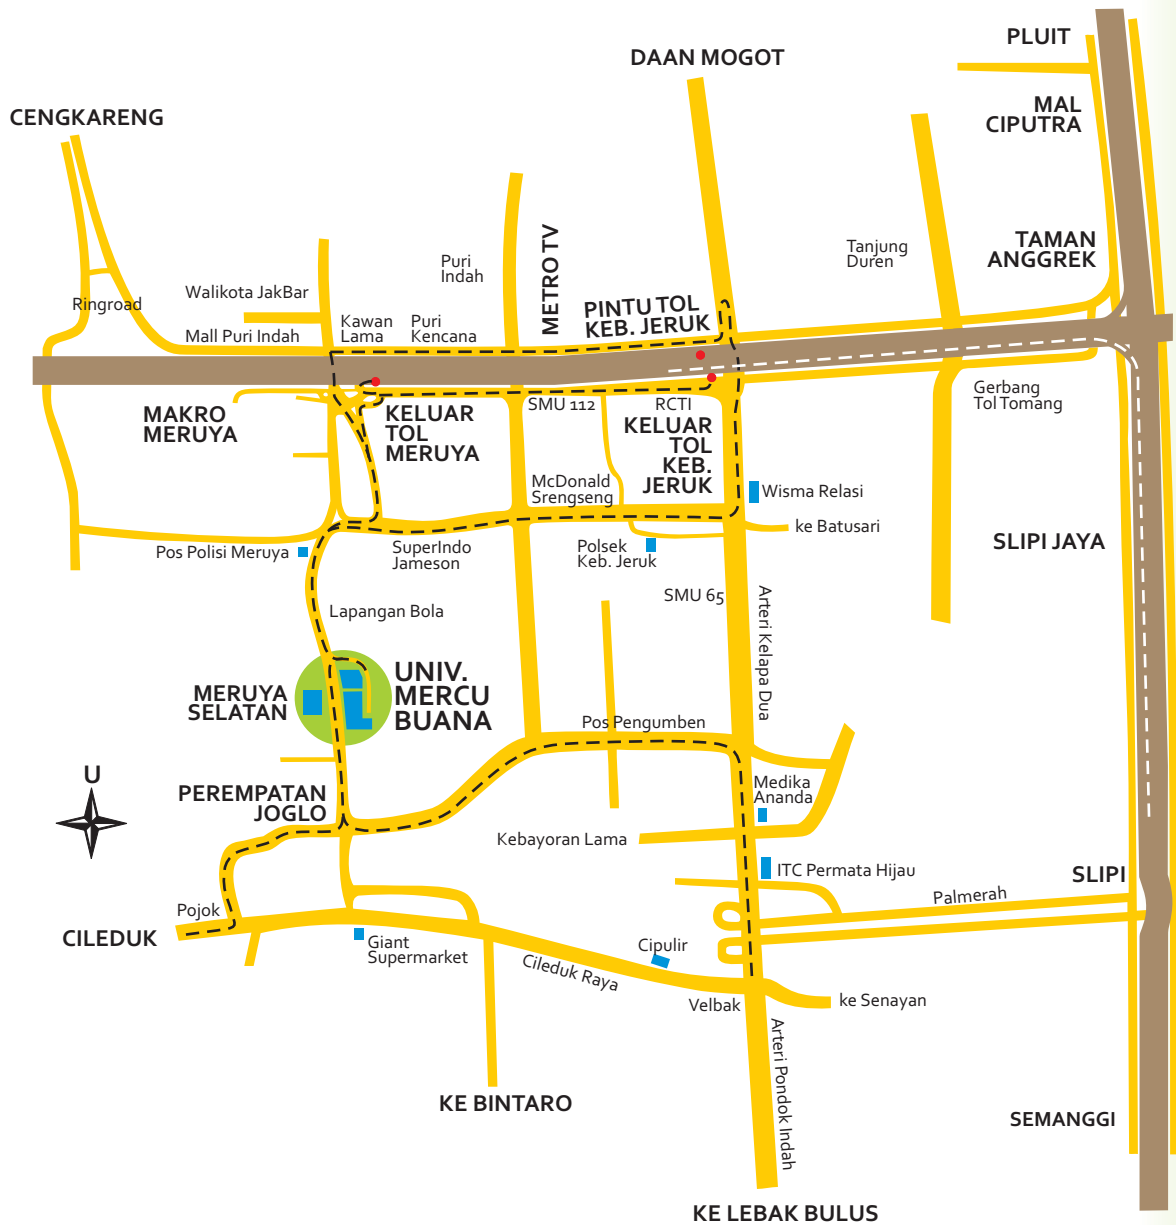 PLUIT
DAAN MOGOT
MAL
CIPUTRA
CENGKARENG
METRO TV
TAMAN
ANGGREK
Tanjung
Duren
Puri
Indah
Walikota JakBar
Ringroad
PINTU TOL
KEB. JERUK
Kawan
Lama
Puri
Kencana
Mall Puri Indah
Gerbang
Tol Tomang
MAKRO
MERUYA
KELUAR
TOL
MERUYA
SMU 112
RCTI
KELUAR
TOL
KEB.
JERUK
McDonald
Srengseng
Wisma Relasi
ke Batusari
Pos Polisi Meruya
SuperIndo
Jameson
Polsek
Keb. Jeruk
SLIPI JAYA
SMU 65
Arteri Kelapa Dua
Lapangan Bola
UNIV.
MERCU
BUANA
MERUYA
SELATAN
Pos Pengumben
U
PEREMPATAN
JOGLO
Medika
Ananda
Kebayoran Lama
ITC Permata Hijau
SLIPI
Palmerah
Pojok
CILEDUK
Giant
Supermarket
Cileduk Raya
Cipulir
Velbak
ke Senayan
Arteri Pondok Indah
KE BINTARO
SEMANGGI
KE LEBAK BULUS